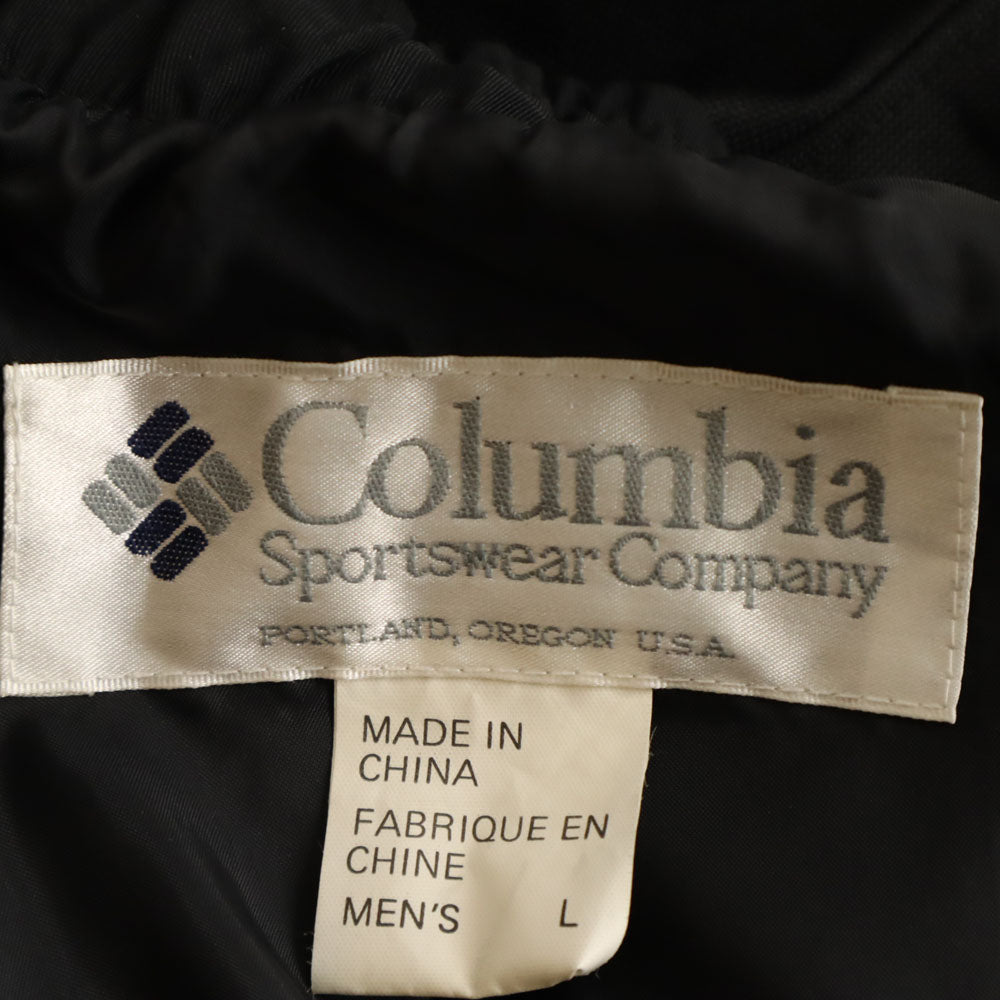 Columbia
Sportswear Company
PORTLAND, OREGON U.S.A.
MADE IN
CHINA
FABRIQUE EN
CHINE
MEN'S L